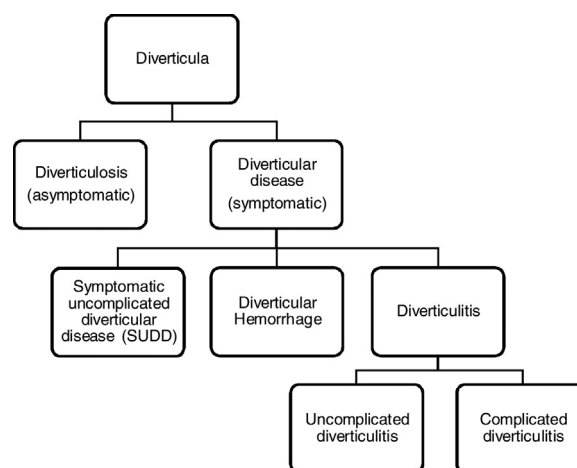 Diverticula
Diverticulosis
(asymptomatic)
Diverticular
disease
(symptomatic)
Symptomatic
uncomplicated
diverticular
disease (SUDD)
Diverticular
Hemorrhage
Diverticulitis
Uncomplicated
diverticulitis
Complicated
diverticulitis